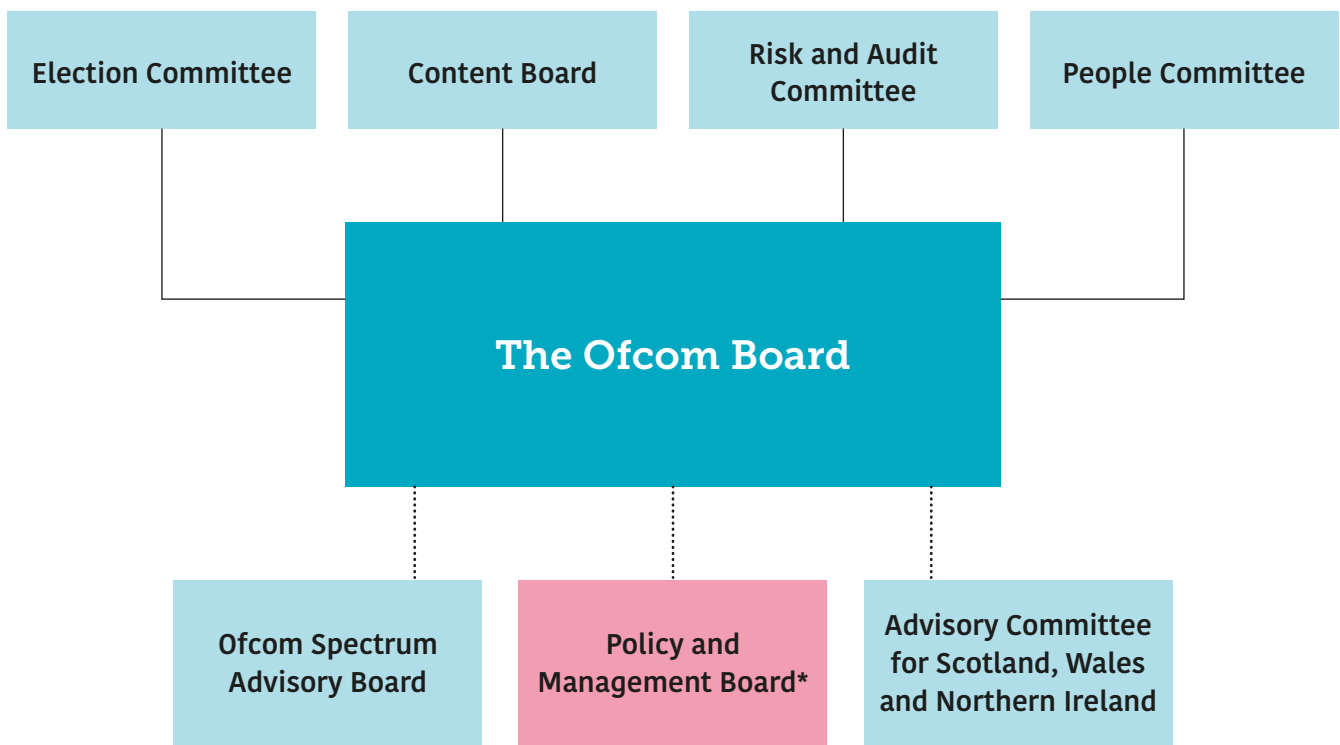 Election Committee
Content Board
Risk and Audit
Committee
People Committee
The Ofcom Board
Ofcom Spectrum
Advisory Board
Policy and
Management Board*
Advisory Committee
for Scotland, Wales
and Northern Ireland